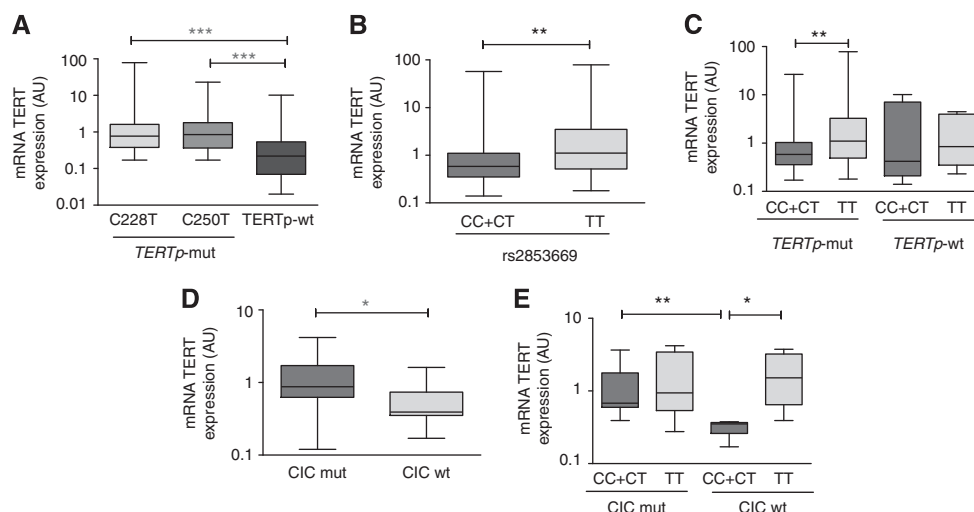 A
***
***
mRNA TERT
expression (AU)
100
10
1
0.1
0.01
C228T C250T TERTp-wt
TERTp-mut
B
**
mRNA TERT
expression (AU)
100
10
1
0.1
CC+CT TT
rs2853669
C
**
mRNA TERT
expression (AU)
100
10
1
0.1
CC+CT TT CC+CT TT
TERTp-mut TERTp-wt
D
*
mRNA TERT
expression (AU)
10
1
0.1
CIC mut CIC wt
E
** *
mRNA TERT
expression (AU)
10
1
0.1
CC+CT TT CC+CT TT
CIC mut CIC wt